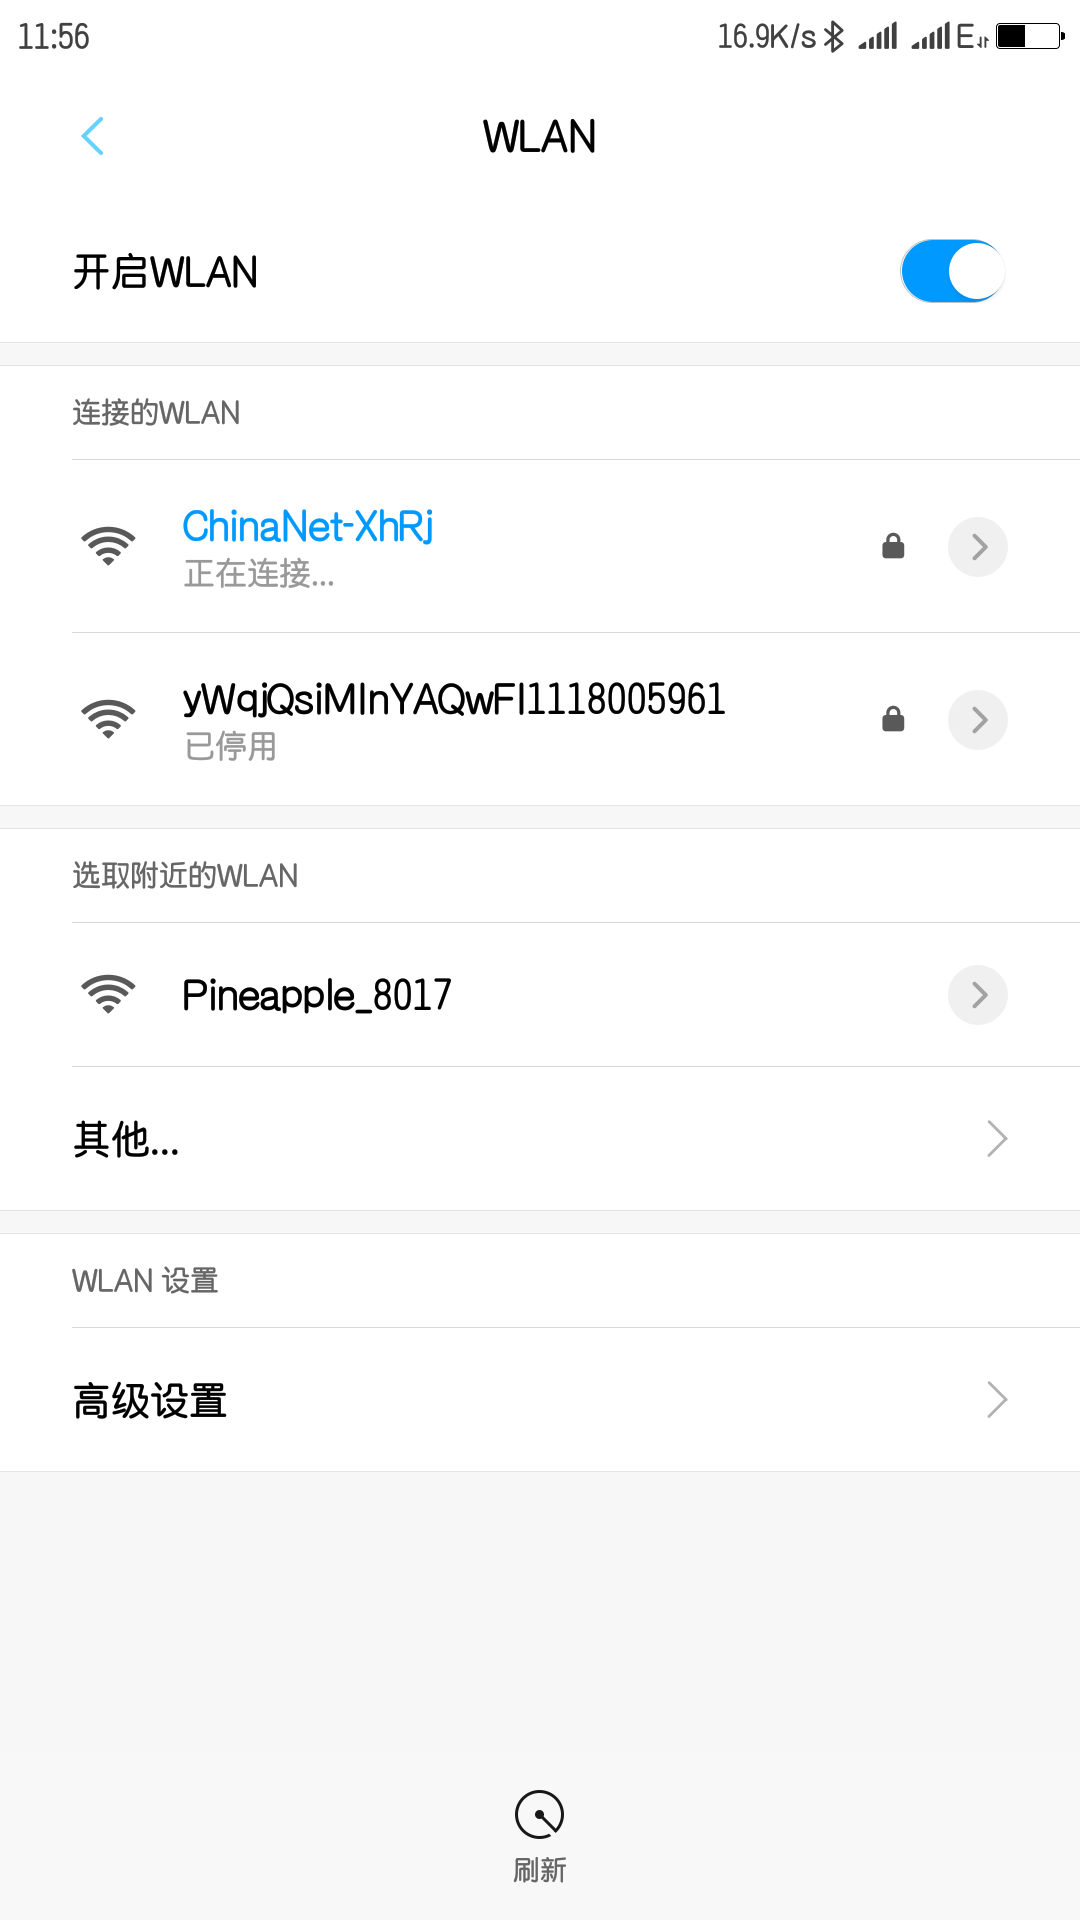 11:56
16.9K/s E
WLAN
开启WLAN
连接的WLAN
ChinaNet-XhRj
正在连接...
yWqjQsiMInYAQwFI1118005961
已停用
选取附近的WLAN
Pineapple_8017
其他...
WLAN 设置
高级设置
刷新